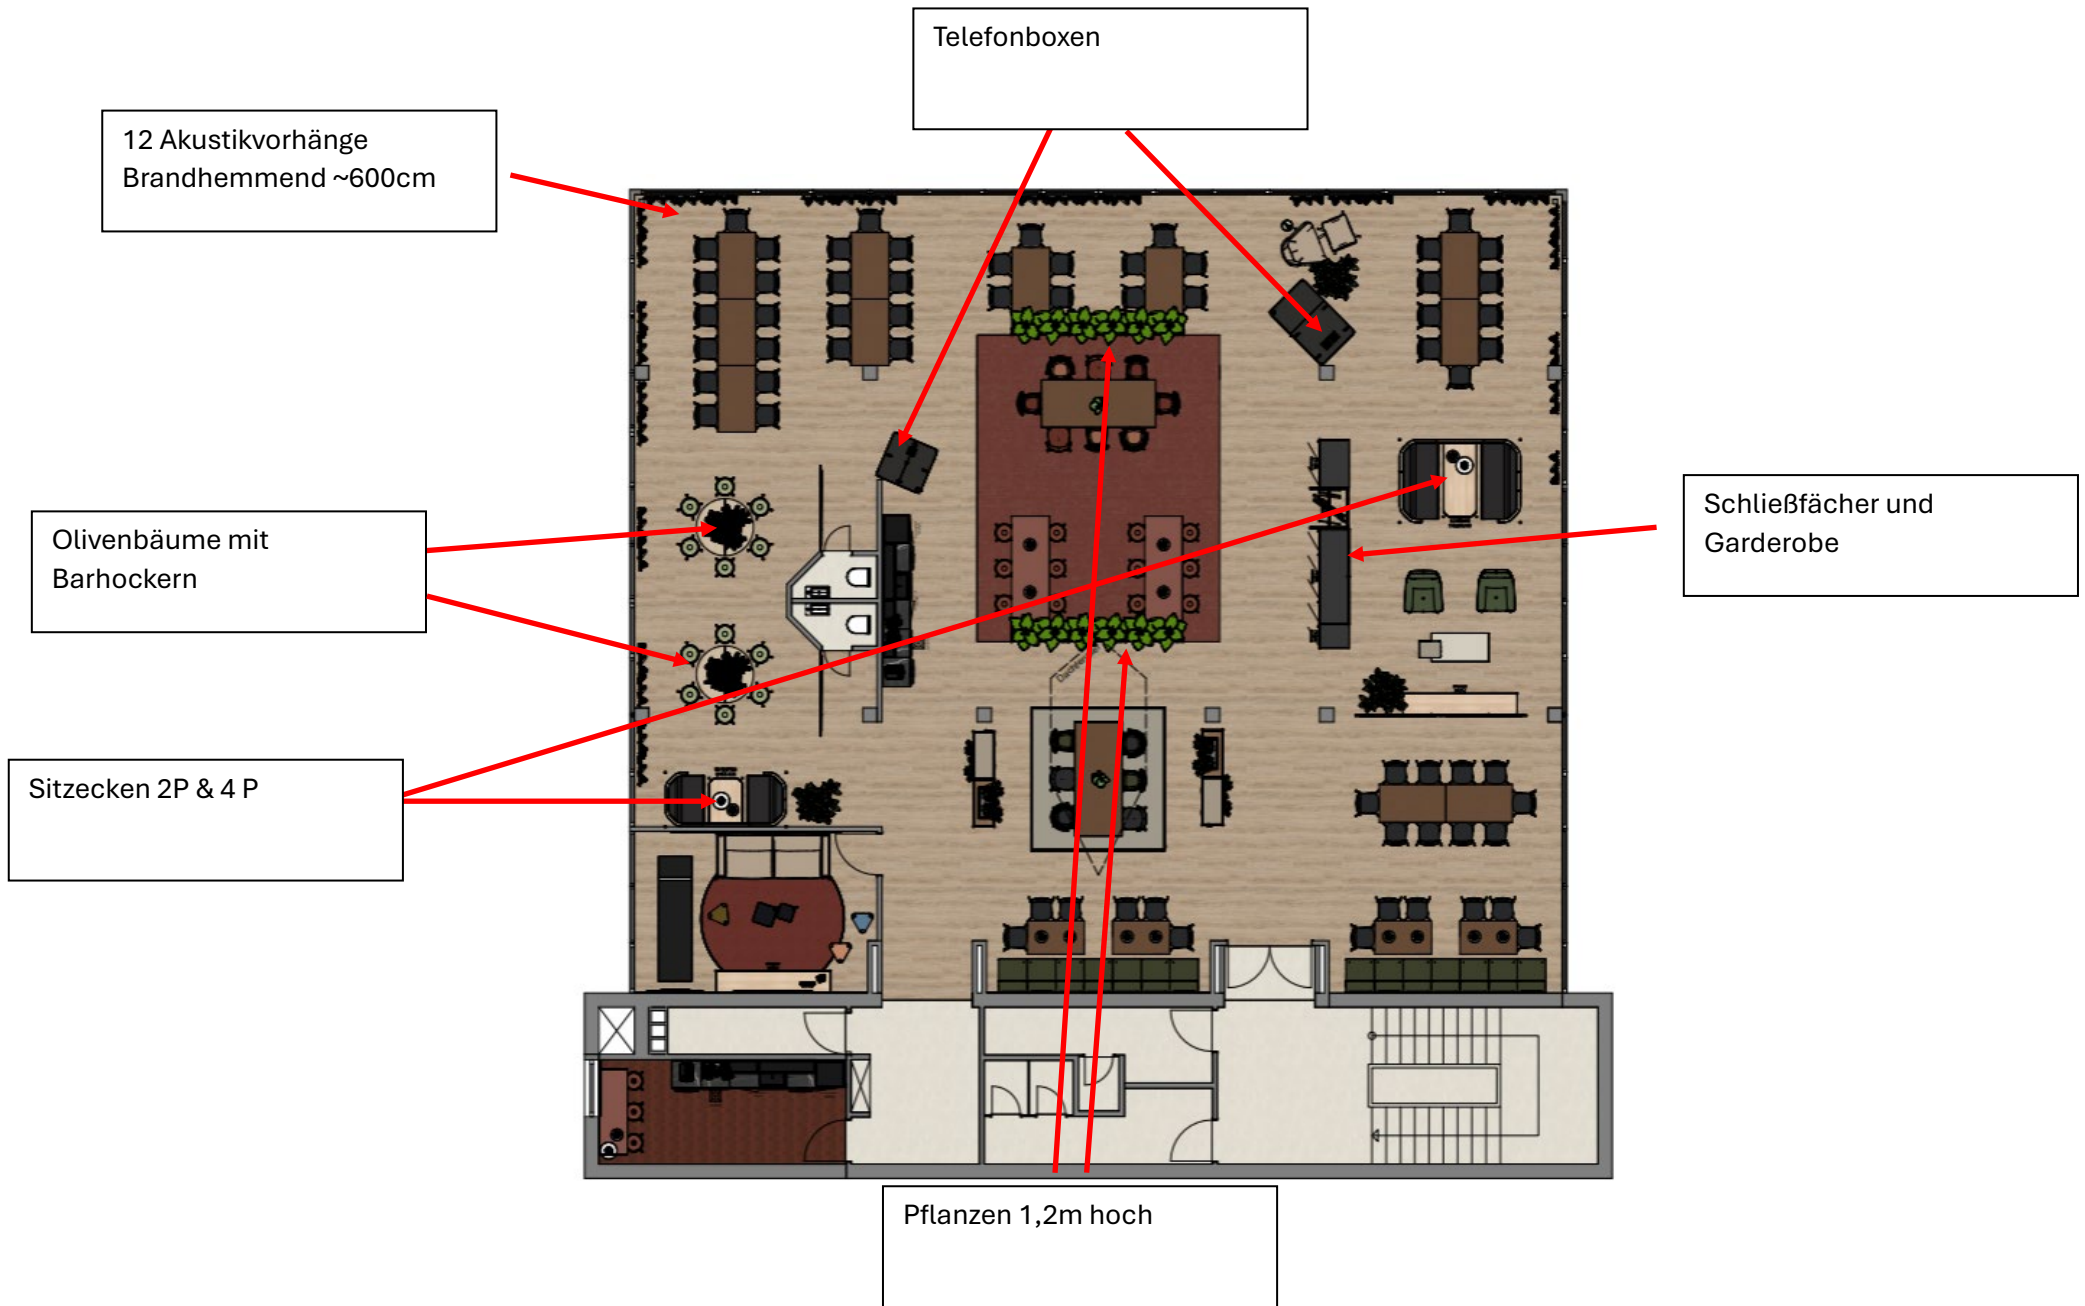 Telefonboxen
12 Akustikvorhänge
Brandhemmend ~600cm
Olivenbäume mit
Barhockern
Schließfächer und
Garderobe
Sitzecken 2P & 4 P
Pflanzen 1,2m hoch